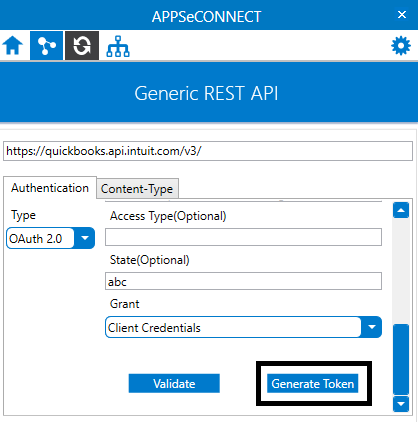 APPSeCONNECT
Generic REST API
https://quickbooks.api.intuit.com/v3/
Authentication
Content-Type
Type
OAuth 2.0
Access Type(Optional)
State(Optional)
abc
Grant
Client Credentials
Validate
Generate Token